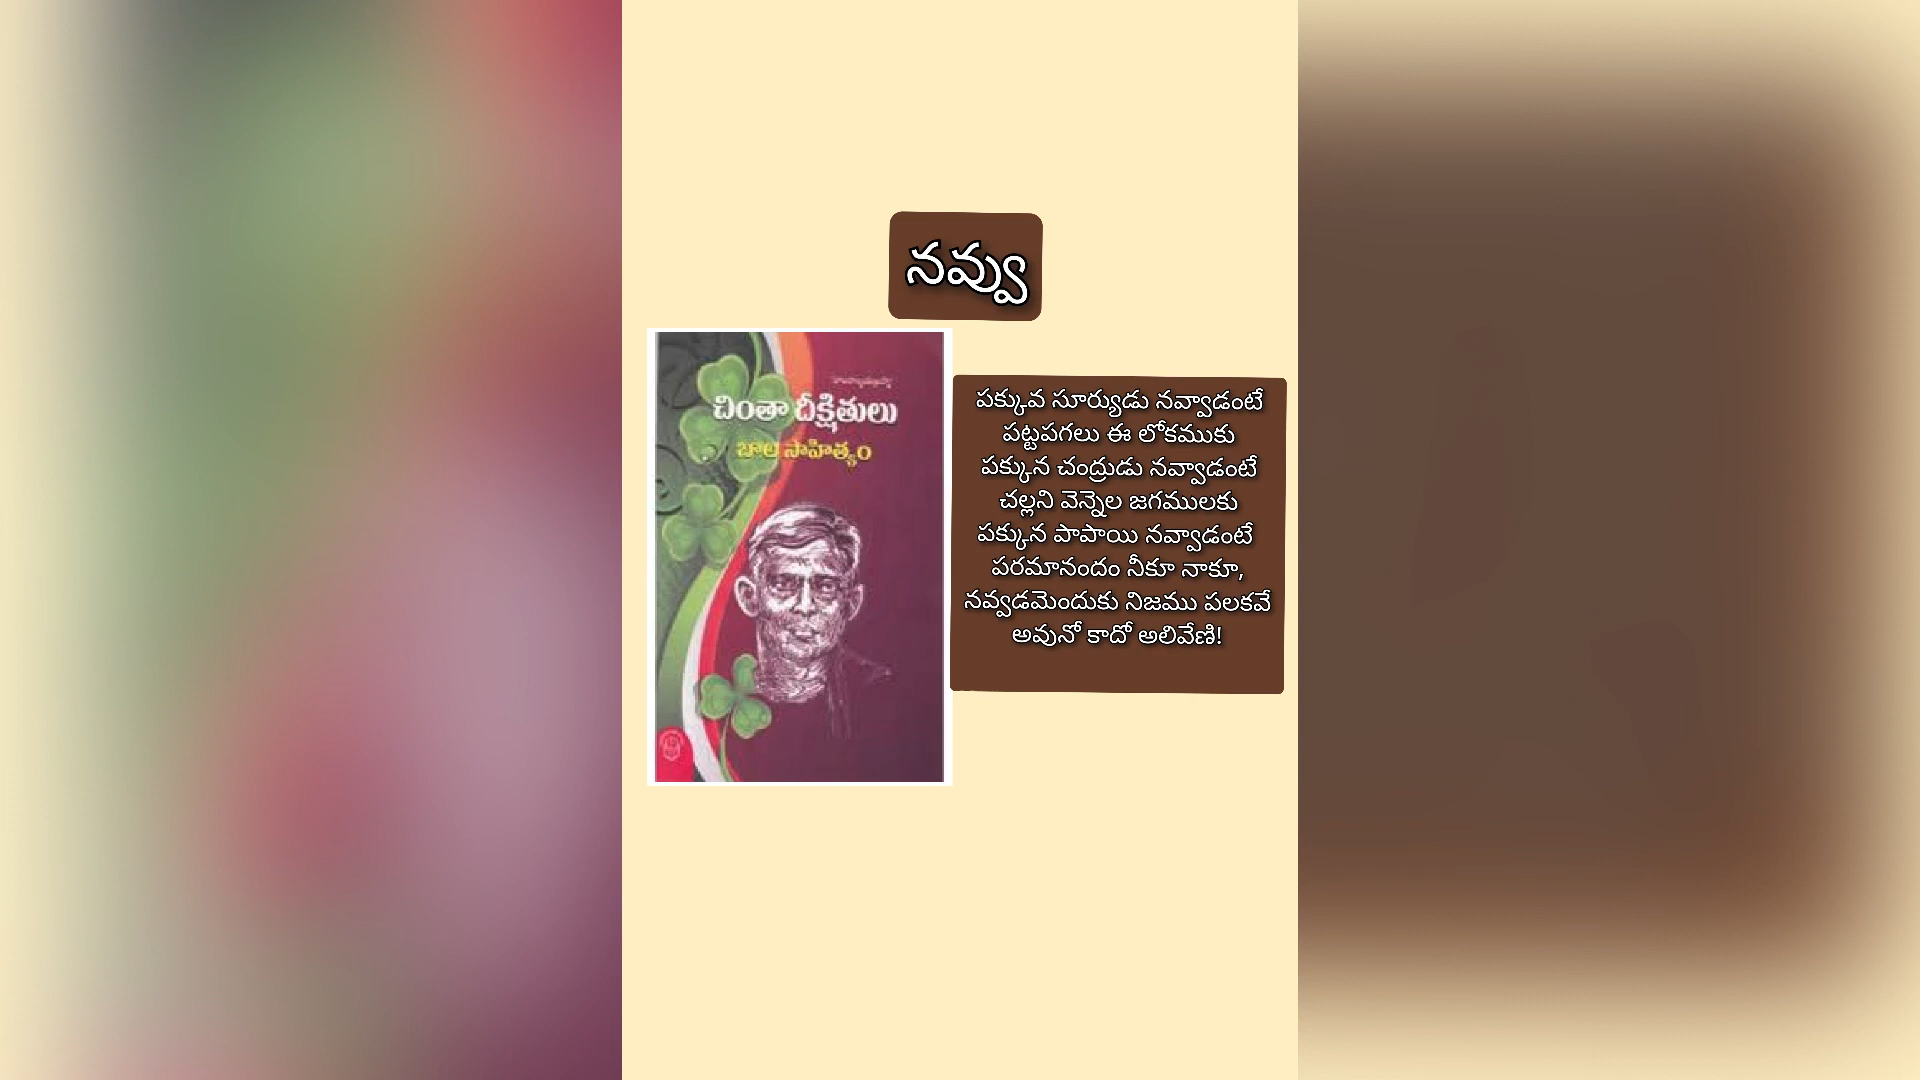 నవ్వు
చింతా దీక్షితులు
బాల సాహిత్యం
పక్కువ సూర్యుడు నవ్వాడంటే
పట్టపగలు ఈ లోకముకు
పక్కున చంద్రుడు నవ్వాడంటే
చల్లని వెన్నెల జగములకు
పక్కున పాపాయి నవ్వాడంటే
పరమానందం నీకూ నాకూ,
నవ్వడమెందుకు నిజము పలకవే
అవునో కాదో అలివేణి!